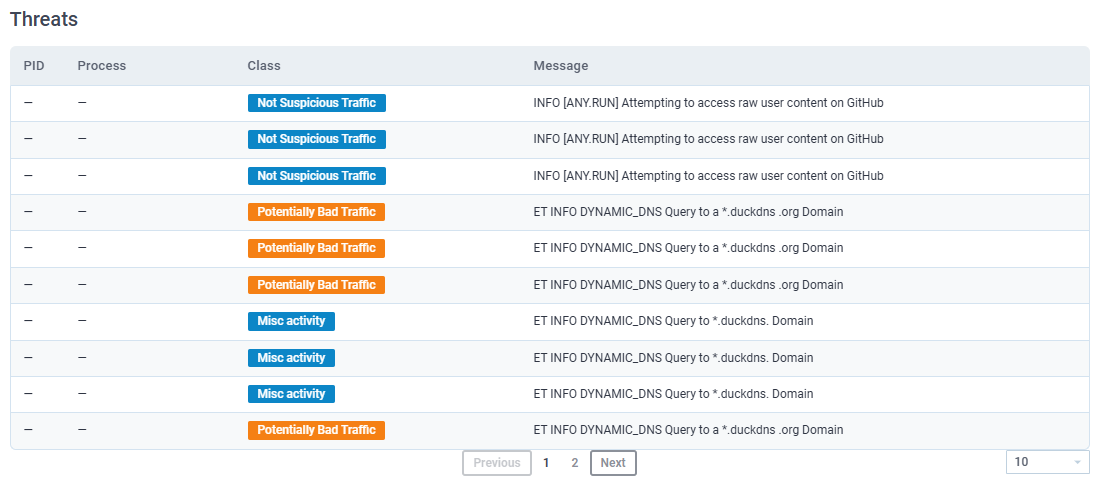 Threats
PID Process Class Message
– – Not Suspicious Traffic INFO [ANY.RUN] Attempting to access raw user content on GitHub
– – Not Suspicious Traffic INFO [ANY.RUN] Attempting to access raw user content on GitHub
– – Not Suspicious Traffic INFO [ANY.RUN] Attempting to access raw user content on GitHub
– – Potentially Bad Traffic ET INFO DYNAMIC_DNS Query to a *.duckdns .org Domain
– – Potentially Bad Traffic ET INFO DYNAMIC_DNS Query to a *.duckdns .org Domain
– – Potentially Bad Traffic ET INFO DYNAMIC_DNS Query to a *.duckdns .org Domain
– – Misc activity ET INFO DYNAMIC_DNS Query to *.duckdns. Domain
– – Misc activity ET INFO DYNAMIC_DNS Query to *.duckdns. Domain
– – Misc activity ET INFO DYNAMIC_DNS Query to *.duckdns. Domain
– – Potentially Bad Traffic ET INFO DYNAMIC_DNS Query to a *.duckdns .org Domain
Previous 1 2 Next 10